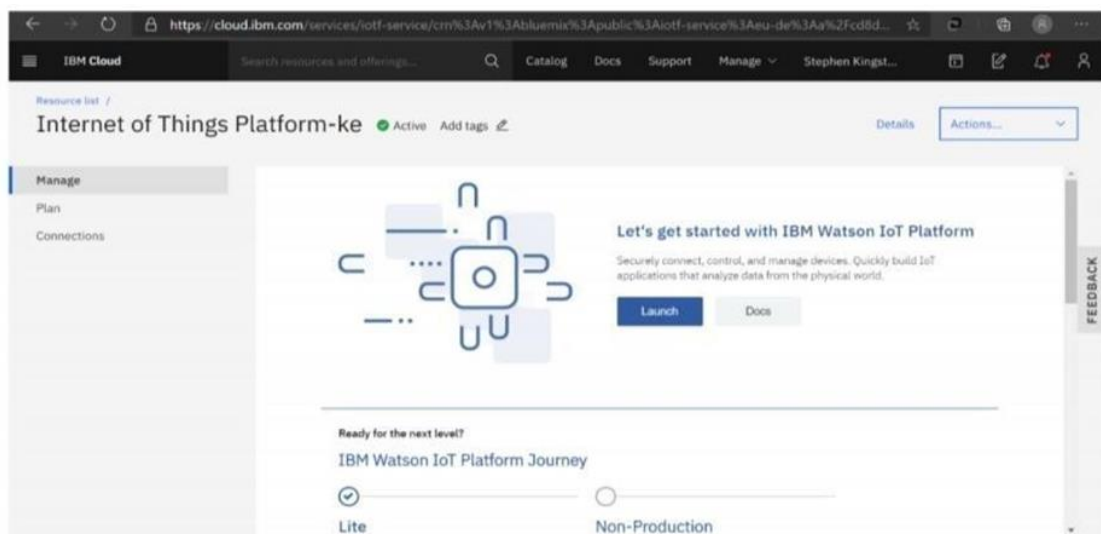 https://cloud.ibm.com/services/iotf-service/crn%3Av1%3Abluemix%3Apublic%3Aiotf-service%3Aeu-de%3Aa%2Fcd8d...
IBM Cloud
Search resources and offerings...
Catalog
Docs
Support
Manage
Stephen Kingst...
Resource list /
Internet of Things Platform-ke
Active
Add tags
Details
Actions...
Manage
Plan
Connections
Let's get started with IBM Watson IoT Platform
Securely connect, control, and manage devices. Quickly build IoT
applications that analyze data from the physical world.
Launch
Docs
FEEDBACK
Ready for the next level?
IBM Watson IoT Platform Journey
Lite
Non-Production